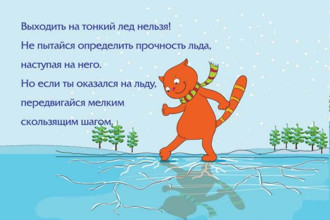 Выходить на тонкий лед нельзя!
Не пытайся определить прочность льда,
наступая на него.
Но если ты оказался на льду,
передвигайся мелким
скользящим шагом.